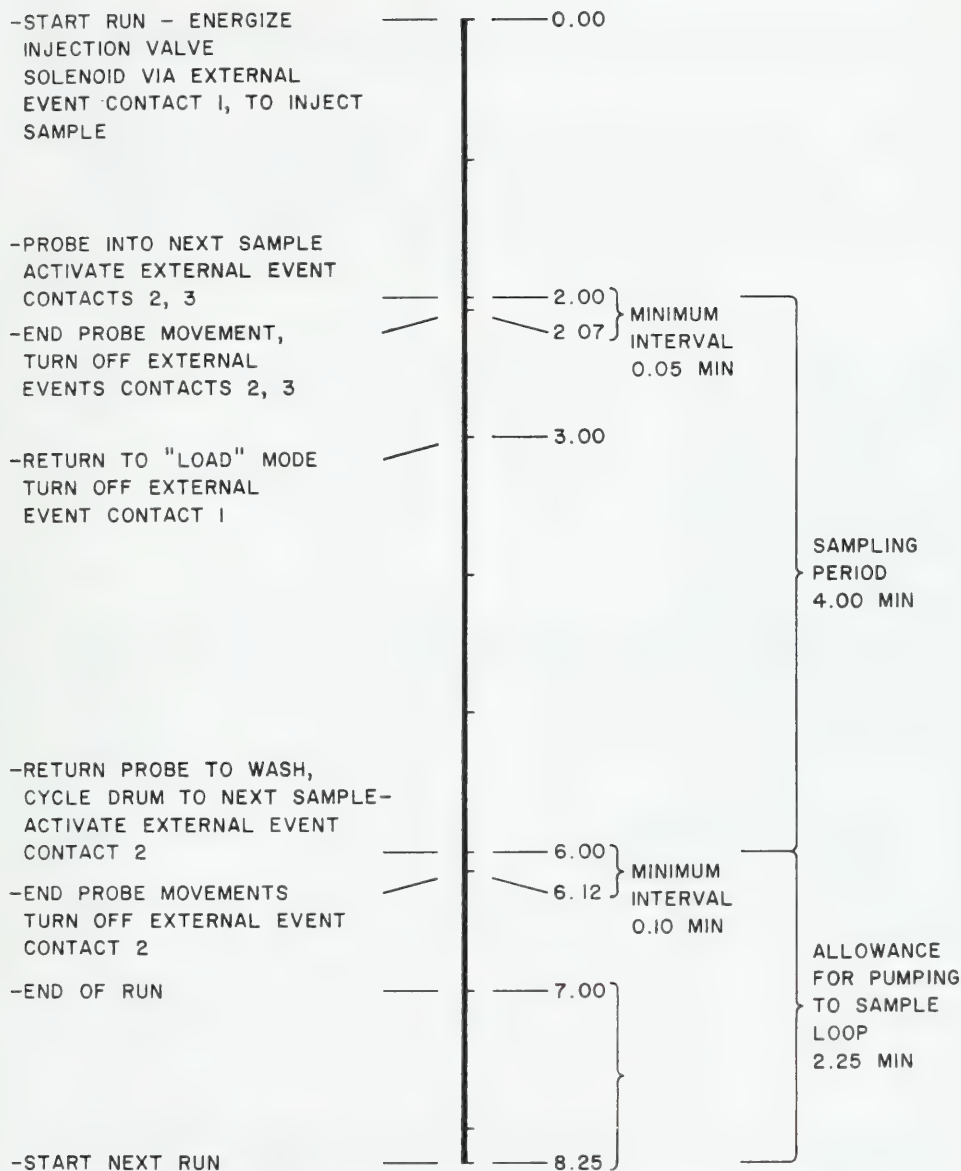 -START RUN - ENERGIZE
INJECTION VALVE
SOLENOID VIA EXTERNAL
EVENT CONTACT 1, TO INJECT
SAMPLE
0.00
-PROBE INTO NEXT SAMPLE
ACTIVATE EXTERNAL EVENT
CONTACTS 2, 3
2.00
-END PROBE MOVEMENT,
TURN OFF EXTERNAL
EVENTS CONTACTS 2, 3
2 07
MINIMUM
INTERVAL
0.05 MIN
3.00
-RETURN TO "LOAD" MODE
TURN OFF EXTERNAL
EVENT CONTACT 1
SAMPLING
PERIOD
4.00 MIN
-RETURN PROBE TO WASH,
CYCLE DRUM TO NEXT SAMPLE-
ACTIVATE EXTERNAL EVENT
CONTACT 2
6.00
-END PROBE MOVEMENTS
TURN OFF EXTERNAL EVENT
CONTACT 2
6.12
MINIMUM
INTERVAL
0.10 MIN
-END OF RUN
7.00
ALLOWANCE
FOR PUMPING
TO SAMPLE
LOOP
2.25 MIN
-START NEXT RUN
8.25